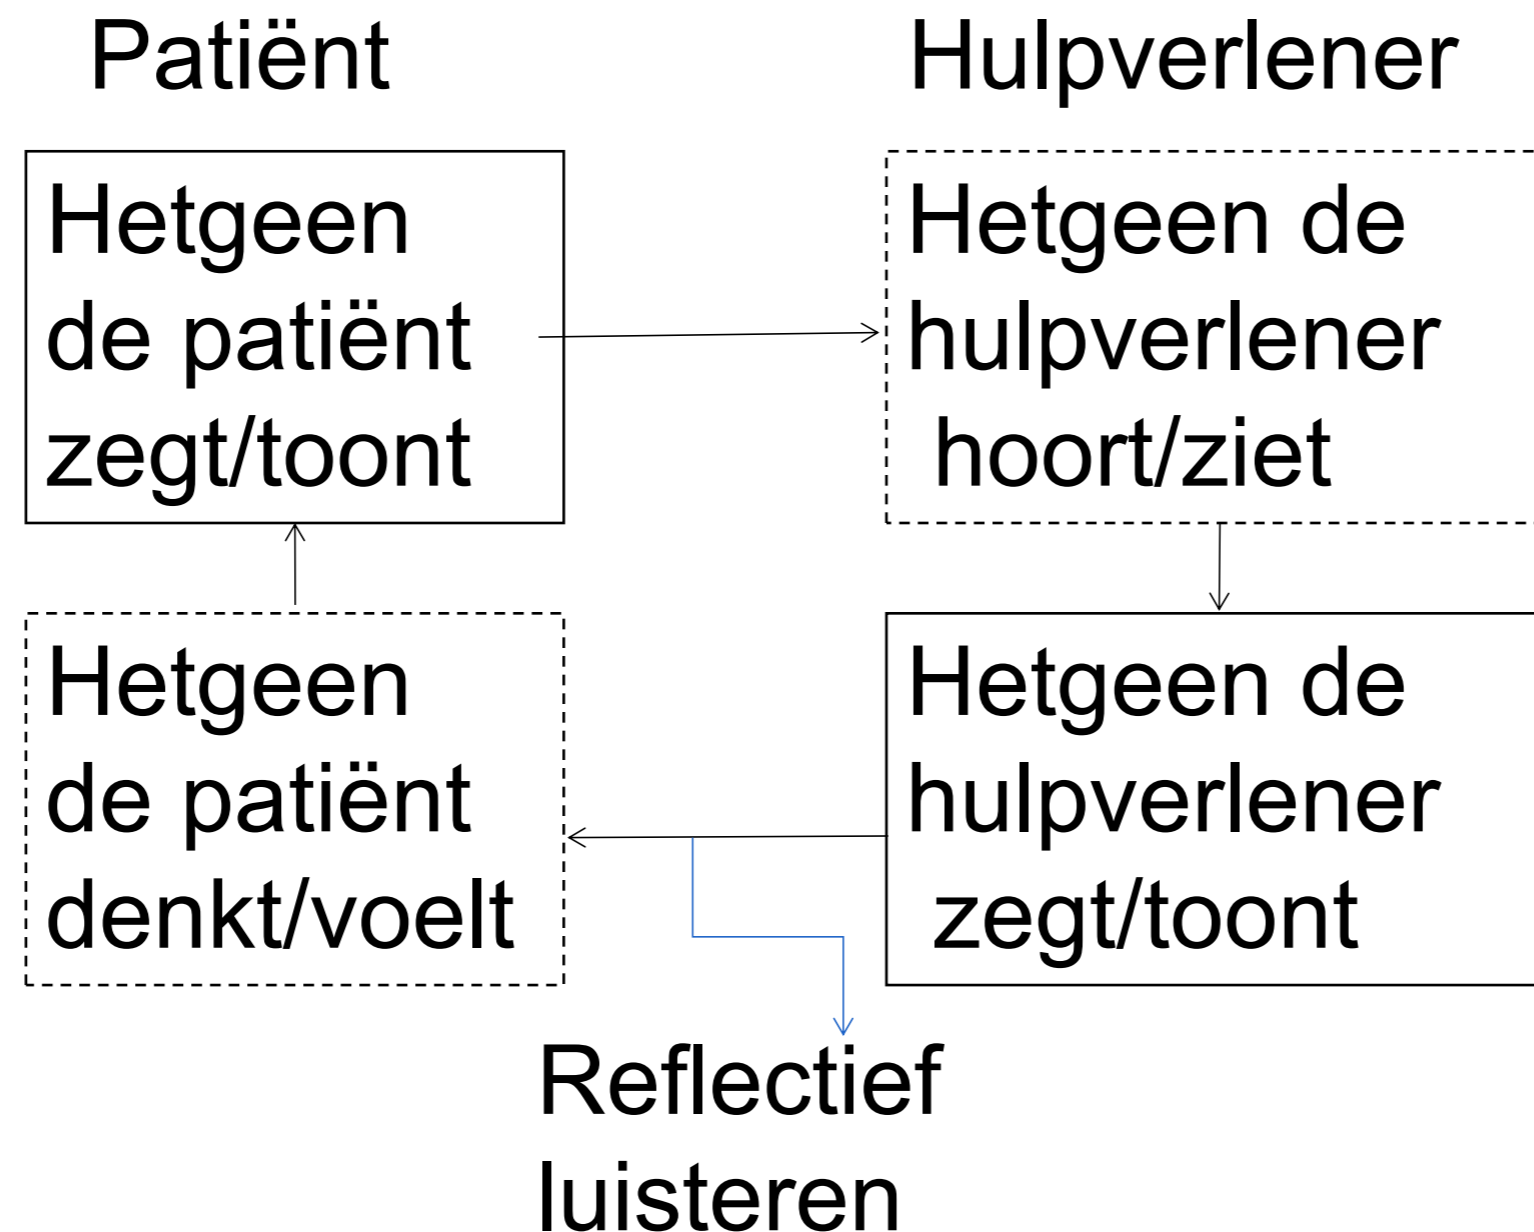 Patiënt
Hulpverlener
Hetgeen
de patiënt
zegt/toont
Hetgeen de
hulpverlener
hoort/ziet
Hetgeen
de patiënt
denkt/voelt
Hetgeen de
hulpverlener
zegt/toont
Reflectief
luisteren